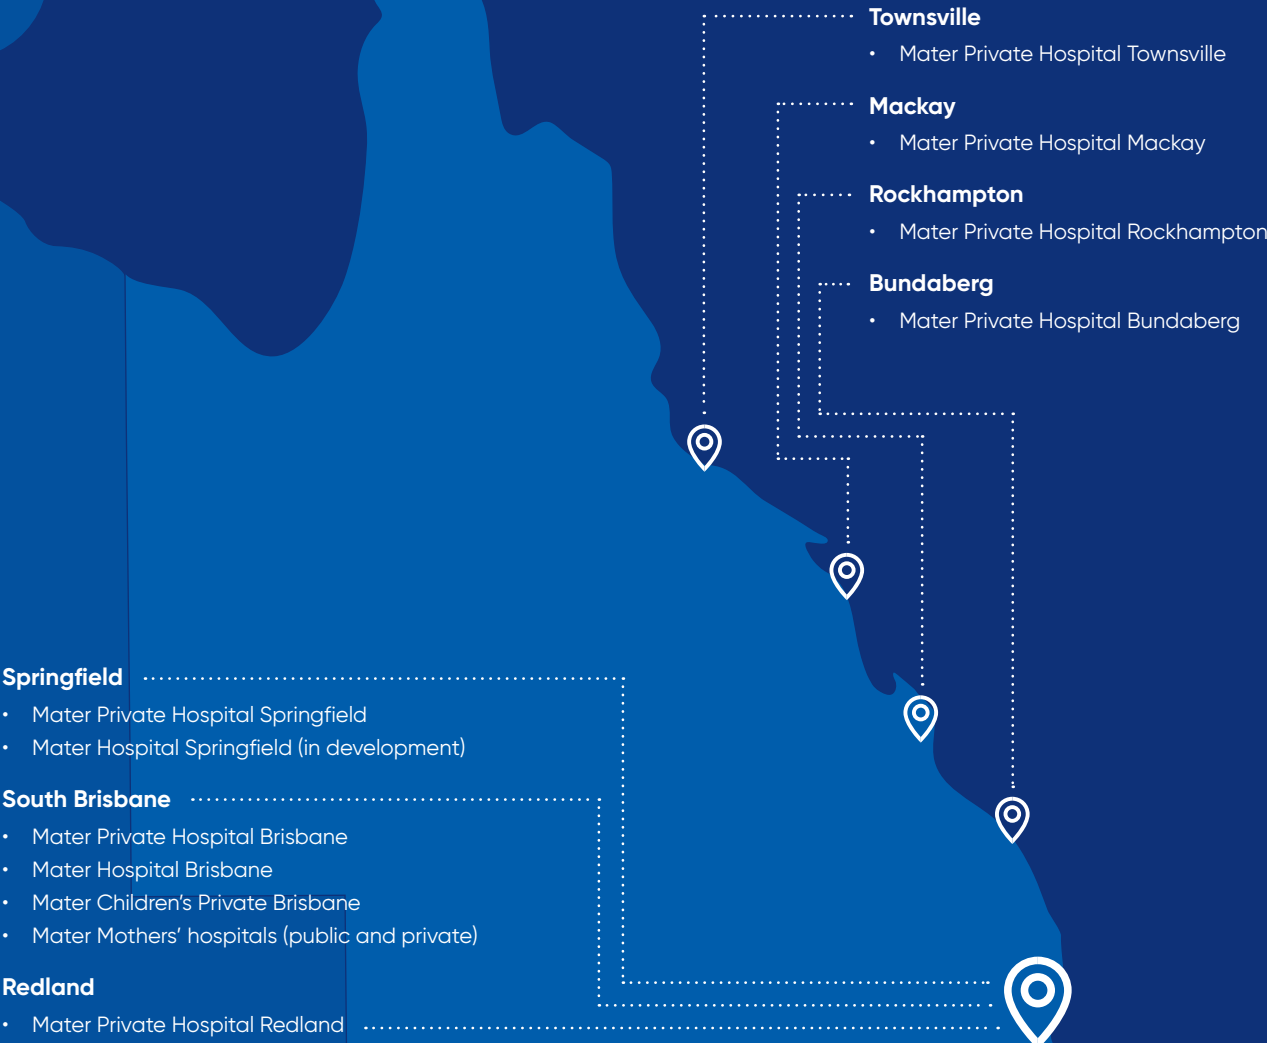 Townsville
• Mater Private Hospital Townsville
Mackay
• Mater Private Hospital Mackay
Rockhampton
• Mater Private Hospital Rockhampton
Bundaberg
• Mater Private Hospital Bundaberg
Springfield
• Mater Private Hospital Springfield
• Mater Hospital Springfield (in development)
South Brisbane
• Mater Private Hospital Brisbane
• Mater Hospital Brisbane
• Mater Children’s Private Brisbane
• Mater Mothers’ hospitals (public and private)
Redland
• Mater Private Hospital Redland